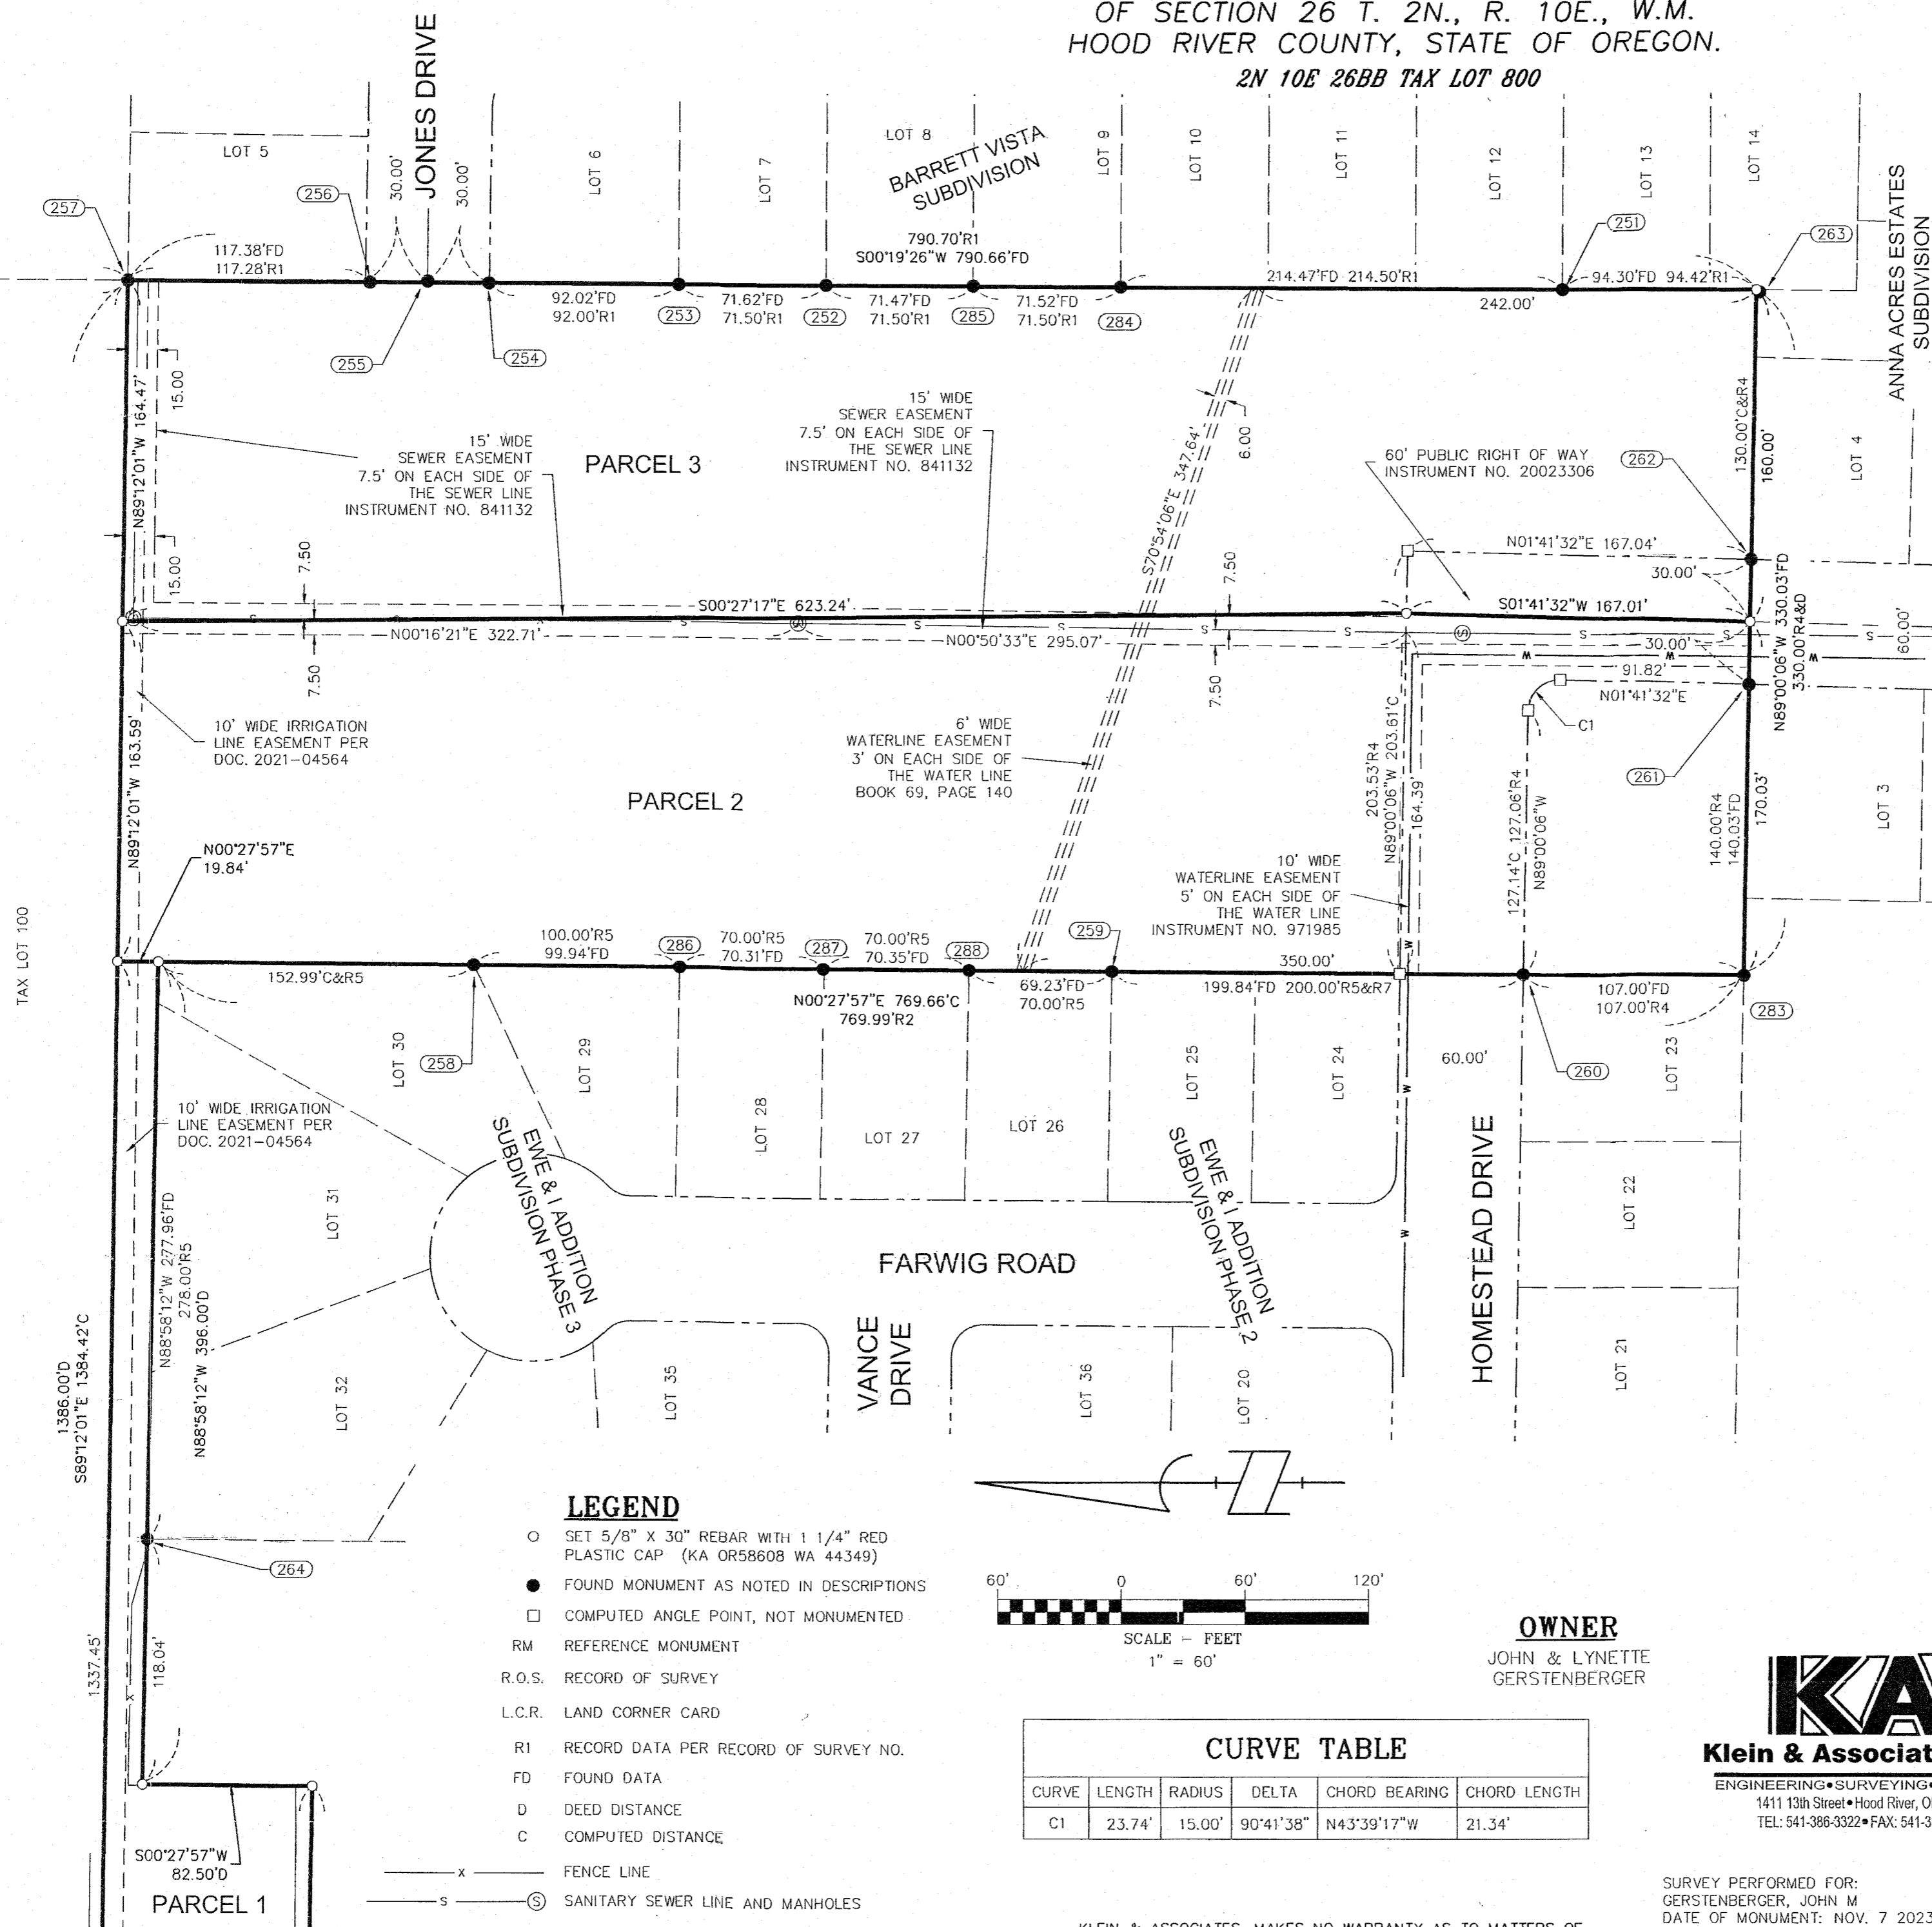 OF SECTION 26 T. 2N., R. 10E., W.M.
HOOD RIVER COUNTY, STATE OF OREGON.
2N 10E 26BB TAX LOT 800
JONES DRIVE
LOT 5
LOT 6
LOT 7
LOT 8
BARRETT VISTA
SUBDIVISION
LOT 9
LOT 10
LOT 11
LOT 12
LOT 13
LOT 14
ANNA ACRES ESTATES
SUBDIVISION
257
256
30.00'
30.00'
251
263
117.38'FD
117.28'R1
790.70'R1
S00°19'26"W 790.66'FD
214.47'FD 214.50'R1
94.30'FD 94.42'R1
242.00'
92.02'FD
92.00'R1
253
71.62'FD
71.50'R1
252
71.47'FD
71.50'R1
285
71.52'FD
71.50'R1
284
255
254
N89°12'01"W 164.47'
15.00
15.00
15' WIDE
SEWER EASEMENT
7.5' ON EACH SIDE OF
THE SEWER LINE
INSTRUMENT NO. 841132
PARCEL 3
15' WIDE
SEWER EASEMENT
7.5' ON EACH SIDE OF
THE SEWER LINE
INSTRUMENT NO. 841132
S70°54'06"E 347.64'
6.00
60' PUBLIC RIGHT OF WAY
INSTRUMENT NO. 20023306
262
130.00'C&R4
160.00'
LOT 4
N01°41'32"E 167.04'
30.00'
7.50
7.50
S00°27'17"E 623.24'
S01°41'32"W 167.01'
N00°16'21"E 322.71'
N00°50'33"E 295.07'
S
S
S
S
S
S
S
S
S
30.00'
W
W
W
91.82'
N01°41'32"E
N89°00'06"W 330.03'FD
330.00'R4&D
60.00'
7.50
7.50
C1
261
N89°12'01"W 163.59'
10' WIDE IRRIGATION
LINE EASEMENT PER
DOC. 2021-04564
PARCEL 2
6' WIDE
WATERLINE EASEMENT
3' ON EACH SIDE OF
THE WATER LINE
BOOK 69, PAGE 140
203.53'R4
N89°00'06"W 203.61'C
164.39'
127.14'C 127.06'R4
N89°00'06"W
140.00'R4
140.03'FD
170.03'
LOT 3
N00°27'57"E
19.84'
10' WIDE
WATERLINE EASEMENT
5' ON EACH SIDE OF
THE WATER LINE
INSTRUMENT NO. 971985
TAX LOT 100
152.99'C&R5
100.00'R5
99.94'FD
286
70.00'R5
70.31'FD
287
70.00'R5
70.35'FD
288
259
350.00'
69.23'FD
70.00'R5
199.84'FD 200.00'R5&R7
107.00'FD
107.00'R4
283
N00°27'57"E 769.66'C
769.99'R2
W
LOT 30
258
LOT 29
LOT 28
LOT 27
LOT 26
LOT 25
LOT 24
60.00'
260
LOT 23
W
10' WIDE IRRIGATION
LINE EASEMENT PER
DOC. 2021-04564
LOT 31
EWE & I ADDITION
SUBDIVISION PHASE 3
EWE & I ADDITION
SUBDIVISION PHASE 2
W
LOT 22
FARWIG ROAD
HOMESTEAD DRIVE
N88°58'12"W 277.96'FD
278.00'R5
N88°58'12"W 396.00'D
1386.00'D
S89°12'01"E 1384.42'C
LOT 32
LOT 35
VANCE
DRIVE
LOT 36
LOT 20
LOT 21
264
1337.45'
118.04'
X
LEGEND
SET 5/8" X 30" REBAR WITH 1 1/4" RED
PLASTIC CAP (KA OR58608 WA 44349)
FOUND MONUMENT AS NOTED IN DESCRIPTIONS
COMPUTED ANGLE POINT, NOT MONUMENTED
RM REFERENCE MONUMENT
R.O.S. RECORD OF SURVEY
L.C.R. LAND CORNER CARD
R1 RECORD DATA PER RECORD OF SURVEY NO.
FD FOUND DATA
D DEED DISTANCE
C COMPUTED DISTANCE
X FENCE LINE
S S SANITARY SEWER LINE AND MANHOLES
60' 0 60' 120'
SCALE - FEET
1" = 60'
OWNER
JOHN & LYNETTE
GERSTENBERGER
CURVE TABLE
CURVE LENGTH RADIUS DELTA CHORD BEARING CHORD LENGTH
C1 23.74' 15.00' 90°41'38" N43°39'17"W 21.34'
KA
Klein & Associat
ENGINEERING•SURVEYING•
1411 13th Street•Hood River, O
TEL: 541-386-3322•FAX: 541-3
S00°27'57"W
82.50'D
PARCEL 1
SURVEY PERFORMED FOR:
GERSTENBERGER, JOHN M
DATE OF MONUMENT: NOV. 7 2023
KLEIN & ASSOCIATES, MAKES NO WARRANTY AS TO MATTERS OF